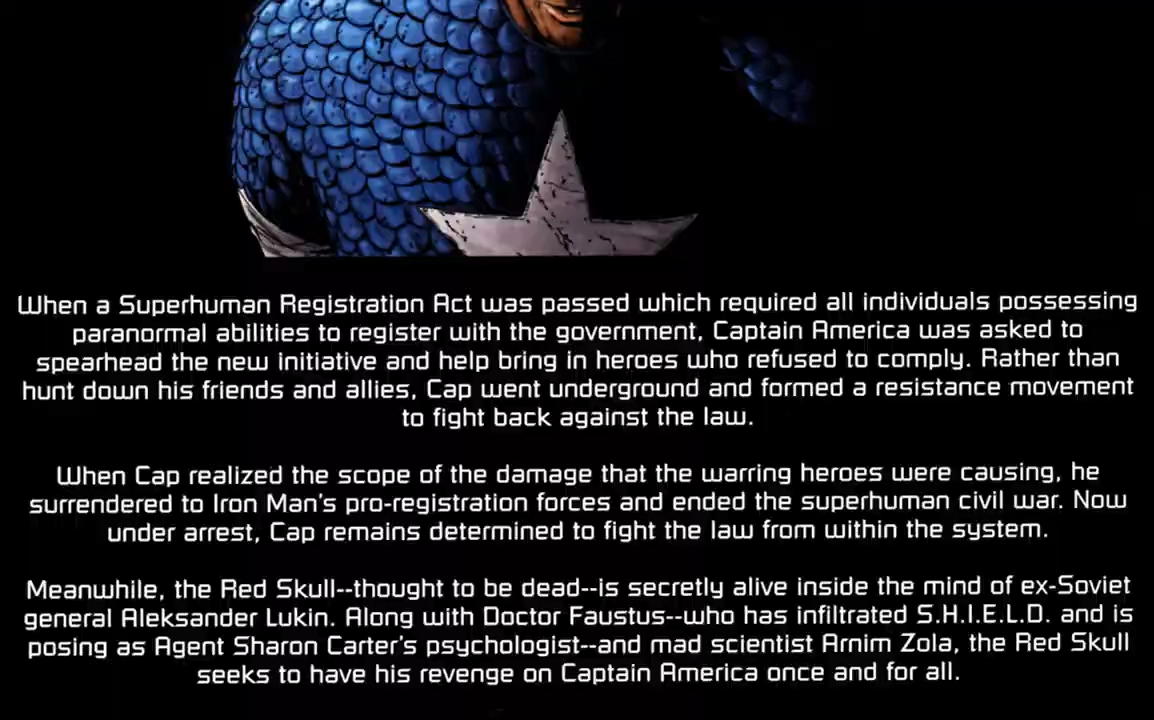 When a Superhuman Registration Act was passed which required all individuals possessing
paranormal abilities to register with the government, Captain America was asked to
spearhead the new initiative and help bring in heroes who refused to comply. Rather than
hunt down his friends and allies, Cap went underground and formed a resistance movement
to fight back against the law.
When Cap realized the scope of the damage that the warring heroes were causing, he
surrendered to Iron Man's pro-registration forces and ended the superhuman civil war. Now
under arrest, Cap remains determined to fight the law from within the system.
Meanwhile, the Red Skull--thought to be dead--is secretly alive inside the mind of ex-Soviet
general Aleksander Lukin. Along with Doctor Faustus--who has infiltrated S.H.I.E.L.D. and is
posing as Agent Sharon Carter's psychologist--and mad scientist Arnim Zola, the Red Skull
seeks to have his revenge on Captain America once and for all.